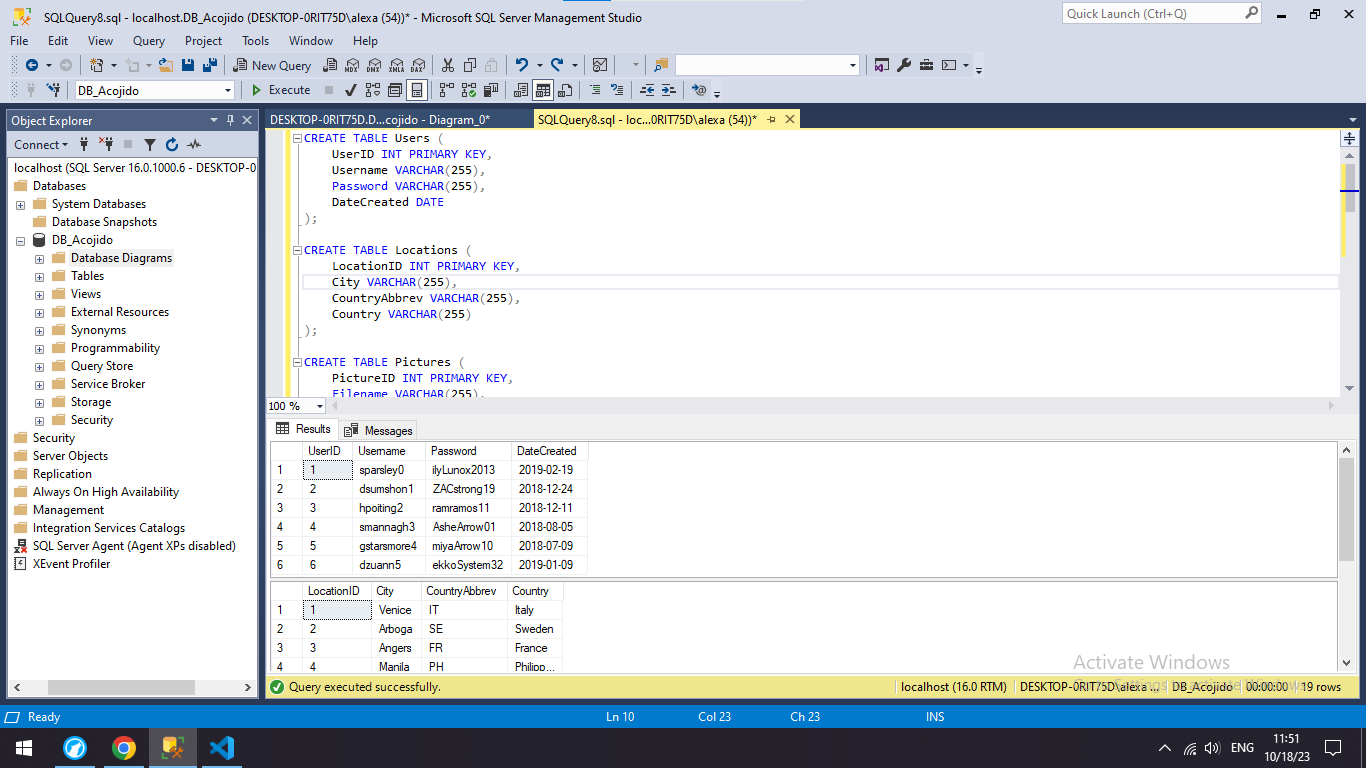 SQLQuery8.sql - localhost.DB_Acojido (DESKTOP-0RIT75D\alexa (54))* - Microsoft SQL Server Management Studio
Quick Launch (Ctrl+Q)
File Edit View Query Project Tools Window Help
New Query MDX DMX XMLA DAX
DB_Acojido Execute
Object Explorer
Connect
localhost (SQL Server 16.0.1000.6 - DESKTOP-0
Databases
System Databases
Database Snapshots
DB_Acojido
Database Diagrams
Tables
Views
External Resources
Synonyms
Programmability
Query Store
Service Broker
Storage
Security
Security
Server Objects
Replication
Always On High Availability
Management
Integration Services Catalogs
SQL Server Agent (Agent XPs disabled)
XEvent Profiler
DESKTOP-0RIT75D.D...cojido - Diagram_0*
SQLQuery8.sql - loc...0RIT75D\alexa (54))*
CREATE TABLE Users (
UserID INT PRIMARY KEY,
Username VARCHAR(255),
Password VARCHAR(255),
DateCreated DATE
);
CREATE TABLE Locations (
LocationID INT PRIMARY KEY,
City VARCHAR(255),
CountryAbbrev VARCHAR(255),
Country VARCHAR(255)
);
CREATE TABLE Pictures (
PictureID INT PRIMARY KEY,
Filename VARCHAR(255),
100 %
Results Messages
UserID Username Password DateCreated
1 1 sparsley0 ilyLunox2013 2019-02-19
2 2 dsumshon1 ZACstrong19 2018-12-24
3 3 hpoiting2 ramramos11 2018-12-11
4 4 smannagh3 AsheArrow01 2018-08-05
5 5 gstarsmore4 miyaArrow10 2018-07-09
6 6 dzuann5 ekkoSystem32 2019-01-09
LocationID City CountryAbbrev Country
1 1 Venice IT Italy
2 2 Arboga SE Sweden
3 3 Angers FR France
4 4 Manila PH Philipp...
Activate Windows
Go to Settings to activate Windows.
Query executed successfully.
localhost (16.0 RTM) DESKTOP-0RIT75D\alexa ... DB_Acojido 00:00:00 19 rows
Ready Ln 10 Col 23 Ch 23 INS
ENG
11:51
10/18/23